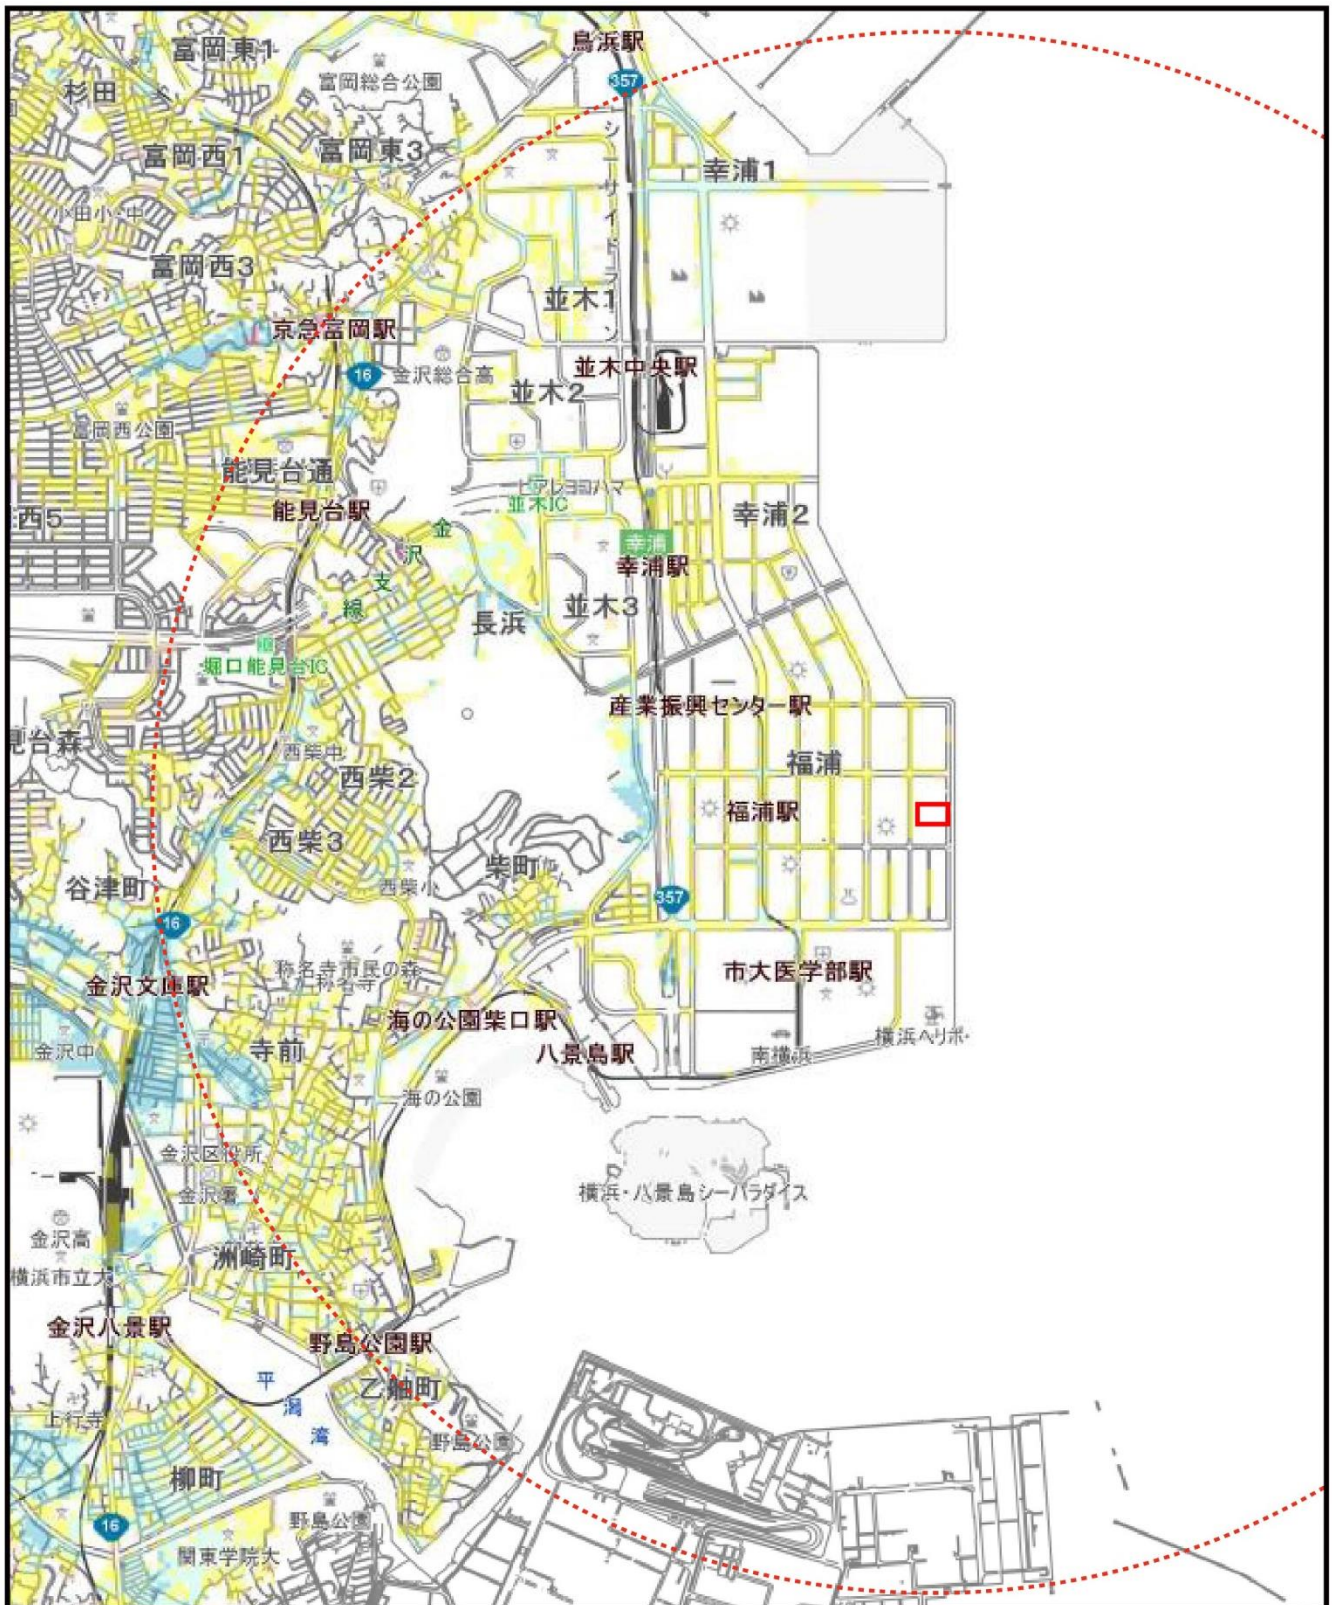 鳥浜駅
富岡東1
富岡総合公園
357
杉田
シーサイドライン
富岡西1
富岡東3
幸浦1
小田小・中
富岡西3
並木1
京急富岡駅
並木中央駅
16
金沢総合高
並木2
富岡西公園
能見台通
ヒアレヨコハマ
並木IC
能見台駅
西5
幸浦2
金沢支線
幸浦
幸浦駅
並木3
長浜
堀口能見台IC
産業振興センター駅
見台森
西柴中
西柴2
福浦
福浦駅
西柴3
柴町
西柴小
谷津町
357
16
称名寺市民の森
称名寺
市大医学部駅
金沢文庫駅
海の公園柴口駅
横浜ヘリポ
金沢中
寺前
八景島駅
南横浜
海の公園
金沢区役所
金沢署
横浜・八景島シーパラダイス
金沢高
洲崎町
横浜市立大
金沢八景駅
野島公園駅
平潟湾
乙舳町
上行寺
野島公園
柳町
野島公園
16
関東学院大